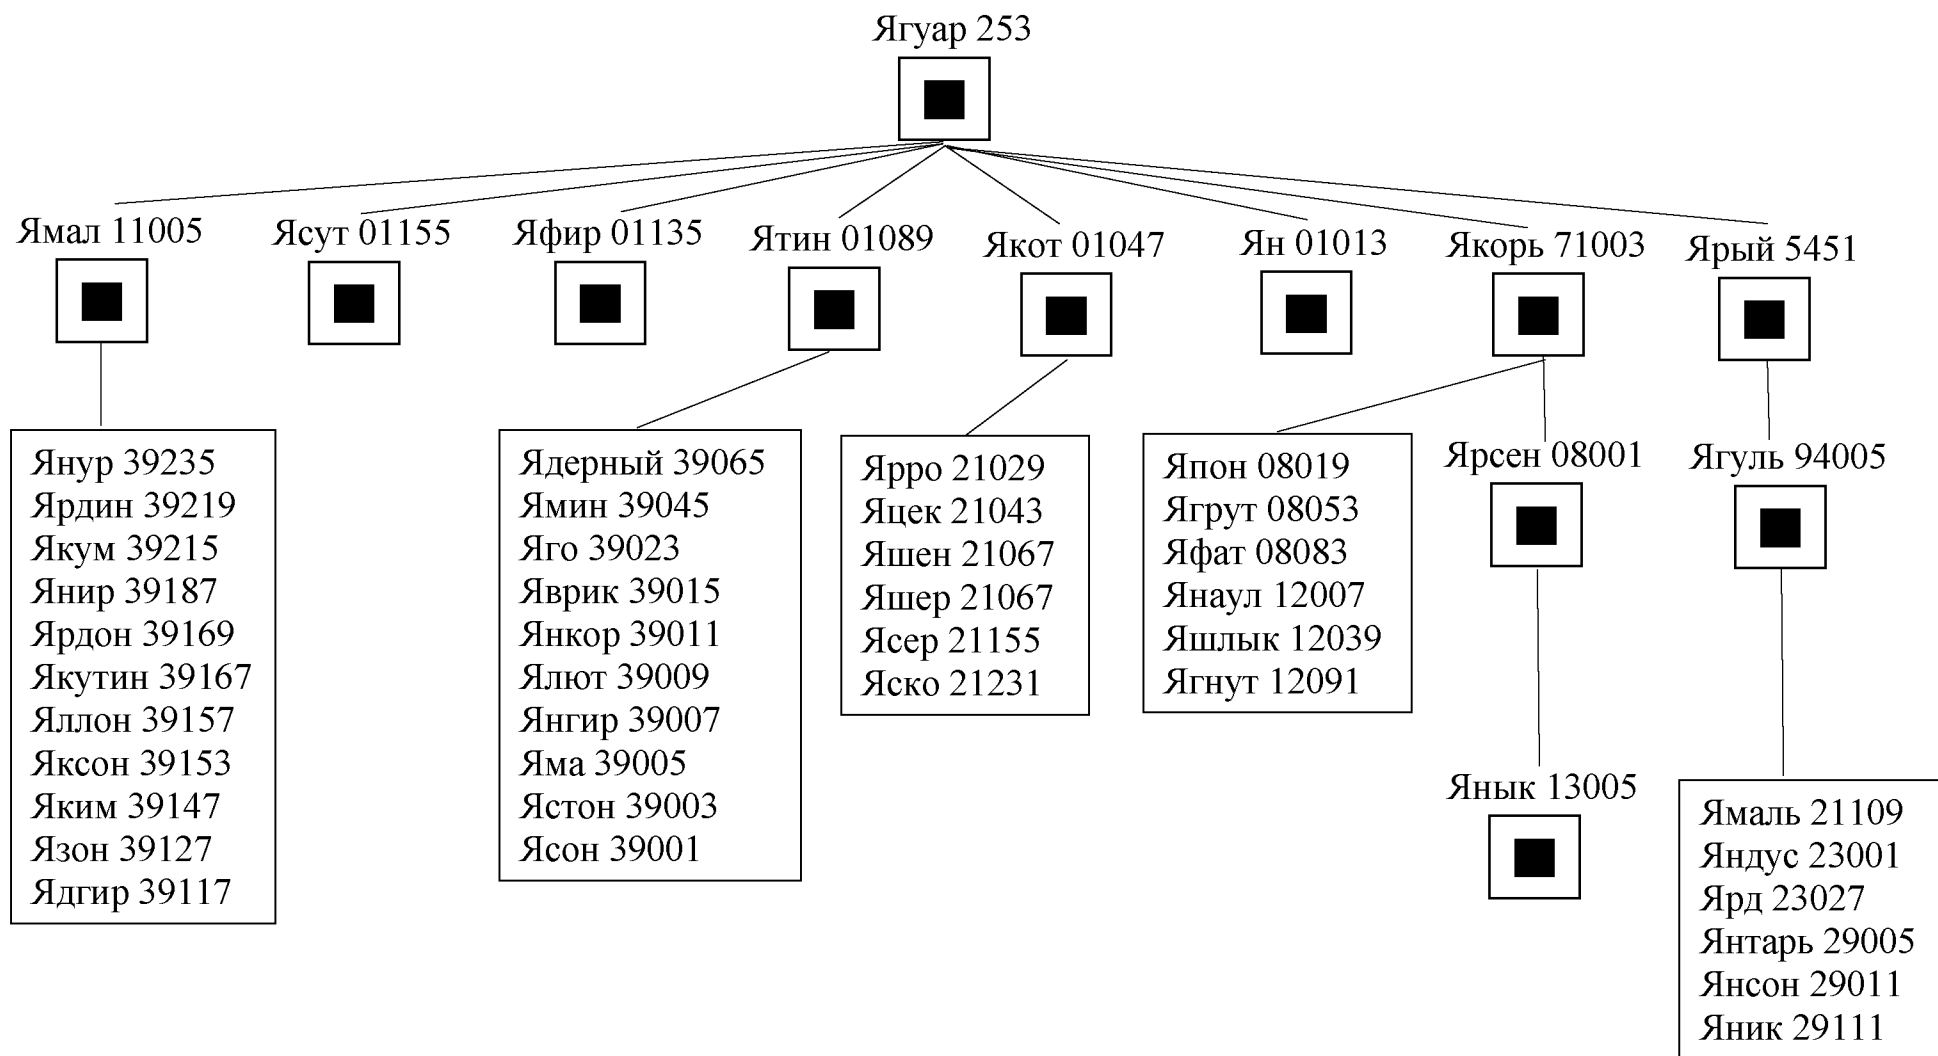 Ягуар 253
Ямал 11005
Ясут 01155
Яфир 01135
Ятин 01089
Якот 01047
Ян 01013
Якорь 71003
Ярый 5451
Янур 39235
Ярдин 39219
Якум 39215
Янир 39187
Ярдон 39169
Якутин 39167
Яллон 39157
Яксон 39153
Яким 39147
Язон 39127
Ядгир 39117
Ядерный 39065
Ямин 39045
Яго 39023
Яврик 39015
Янкор 39011
Ялют 39009
Янгир 39007
Яма 39005
Ястон 39003
Ясон 39001
Ярро 21029
Яцек 21043
Яшен 21067
Яшер 21067
Ясер 21155
Яско 21231
Япон 08019
Ягрут 08053
Яфат 08083
Янаул 12007
Яшлык 12039
Ягнут 12091
Ярсен 08001
Янык 13005
Ягуль 94005
Ямаль 21109
Яндус 23001
Ярд 23027
Янтарь 29005
Янсон 29011
Яник 29111